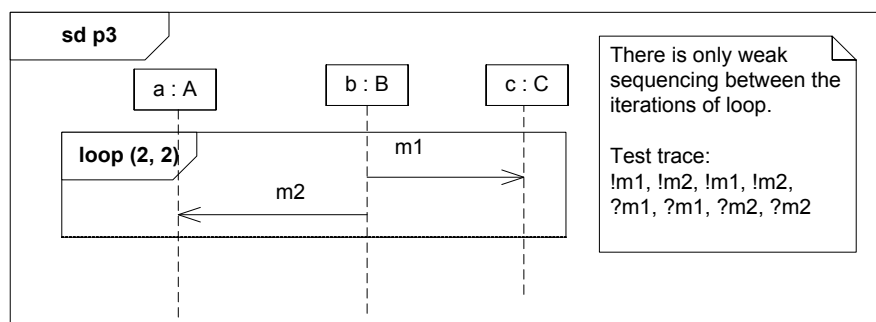 sd p3
a : A
b : B
c : C
loop (2, 2)
m1
m2
There is only weak
sequencing between the
iterations of loop.
Test trace:
!m1, !m2, !m1, !m2,
?m1, ?m1, ?m2, ?m2